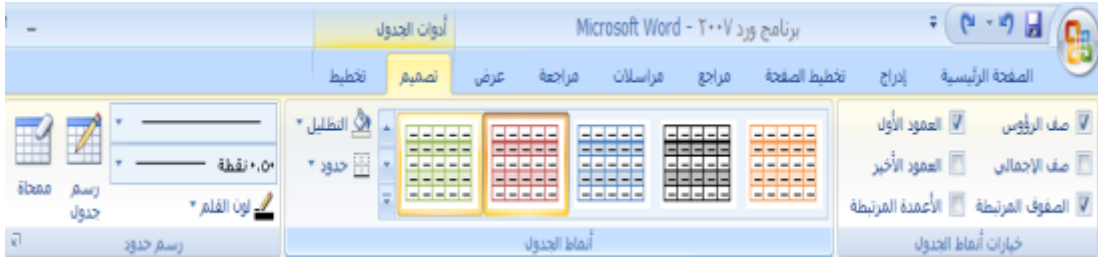 برنامج ورد ٢٠٠٧ - Microsoft Word
أدوات الجدول
الصفحة الرئيسية
إدراج
تخطيط الصفحة
مراجع
مراسلات
مراجعة
عرض
تصميم
تخطيط
صف الرؤوس
العمود الأول
صف الإجمالي
العمود الأخير
الصفوف المرتبطة
الأعمدة المرتبطة
خيارات أنماط الجدول
التظليل
حدود
أنماط الجدول
٠.٥٠ نقطة
لون القلم
رسم جدول
ممحاة
رسم حدود